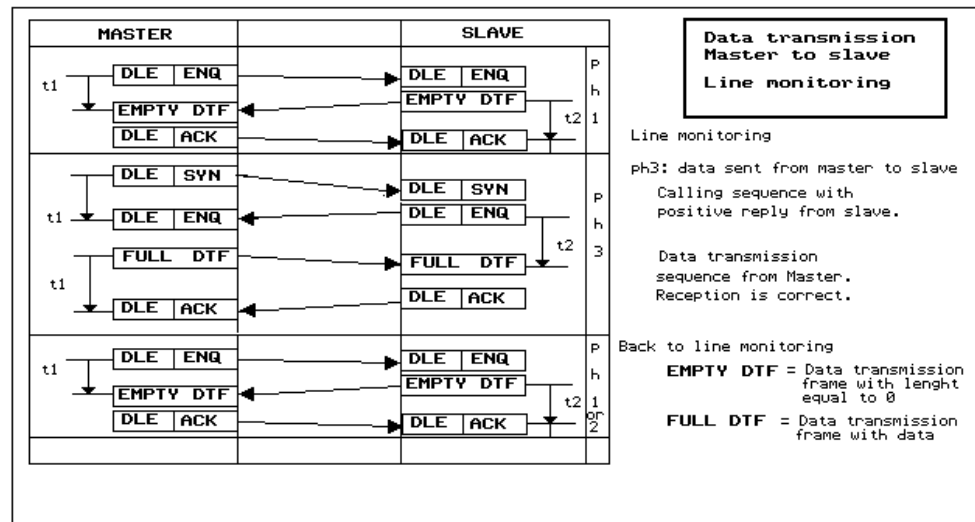 MASTER SLAVE
Data transmission
Master to slave
Line monitoring
t1
DLE ENQ
DLE ENQ
EMPTY DTF
EMPTY DTF
t2
DLE ACK
DLE ACK
P
h
1
Line monitoring
ph3: data sent from master to slave
Calling sequence with
positive reply from slave.
DLE SYN
DLE SYN
t1
DLE ENQ
DLE ENQ
t2
P
h
3
FULL DTF
FULL DTF
t1
DLE ACK
DLE ACK
Data transmission
sequence from Master.
Reception is correct.
Back to line monitoring
t1
DLE ENQ
DLE ENQ
EMPTY DTF
EMPTY DTF
t2
DLE ACK
DLE ACK
P
h
1
or
2
EMPTY DTF = Data transmission
frame with lenght
equal to 0
FULL DTF = Data transmission
frame with data